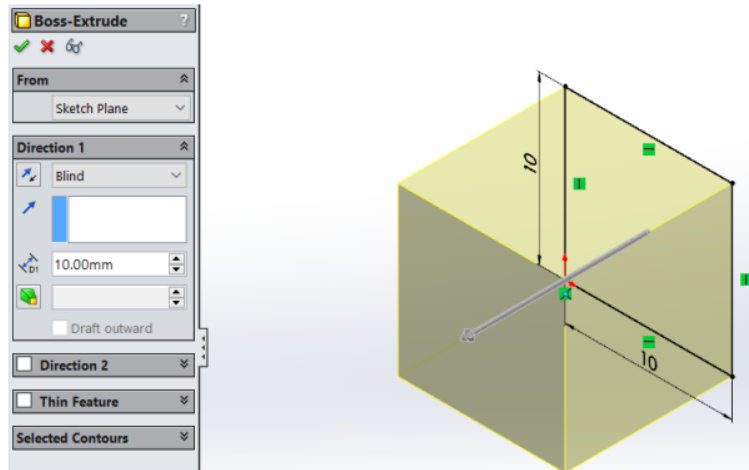 Boss-Extrude ?
From
Sketch Plane
Direction 1
Blind
D1 10.00mm
Draft outward
Direction 2
Thin Feature
Selected Contours
10
10